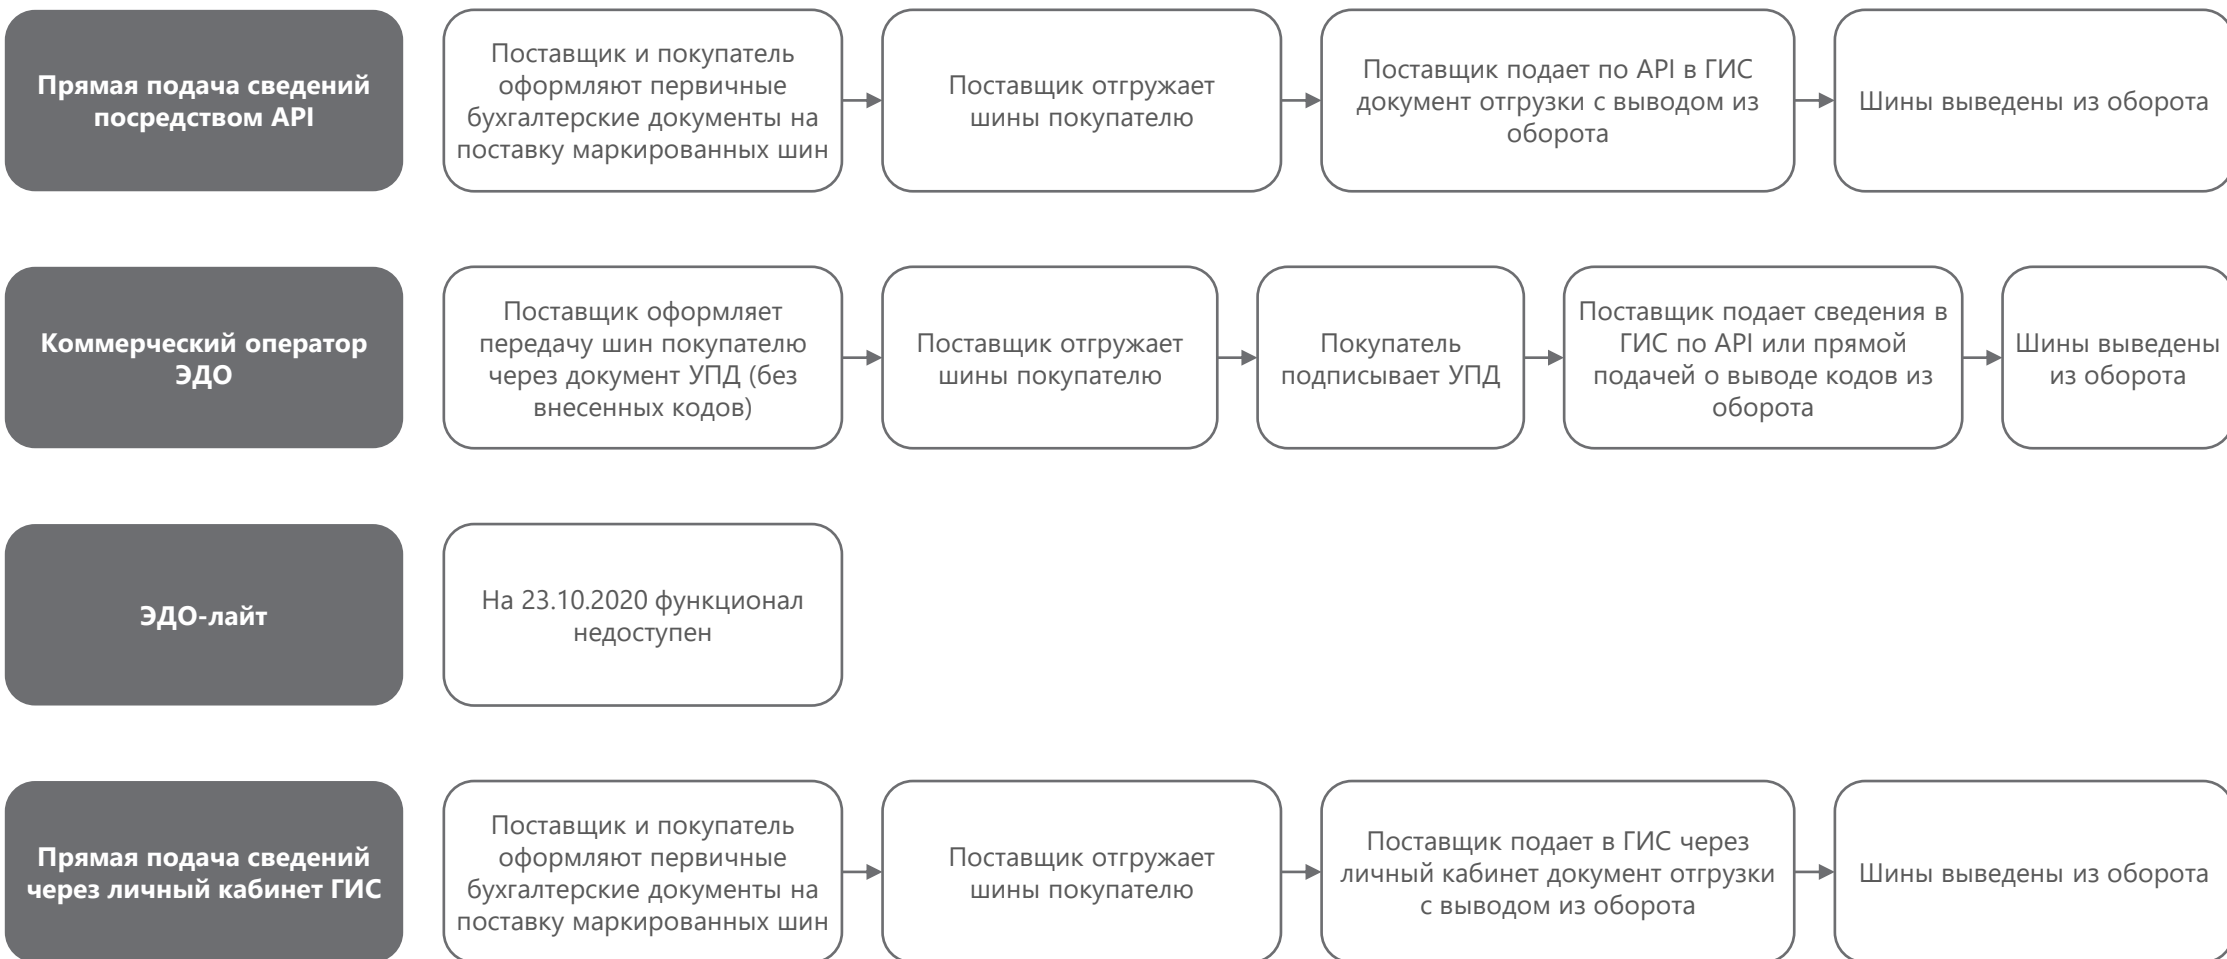 Прямая подача сведений
посредством API
Поставщик и покупатель
оформляют первичные
бухгалтерские документы на
поставку маркированных шин
Поставщик отгружает
шины покупателю
Поставщик подает по API в ГИС
документ отгрузки с выводом из
оборота
Шины выведены из оборота
Коммерческий оператор
ЭДО
Поставщик оформляет
передачу шин покупателю
через документ УПД (без
внесенных кодов)
Поставщик отгружает
шины покупателю
Покупатель
подписывает УПД
Поставщик подает сведения в
ГИС по API или прямой
подачей о выводе кодов из
оборота
Шины выведены
из оборота
ЭДО-лайт
На 23.10.2020 функционал
недоступен
Прямая подача сведений
через личный кабинет ГИС
Поставщик и покупатель
оформляют первичные
бухгалтерские документы на
поставку маркированных шин
Поставщик отгружает
шины покупателю
Поставщик подает в ГИС через
личный кабинет документ отгрузки
с выводом из оборота
Шины выведены из оборота